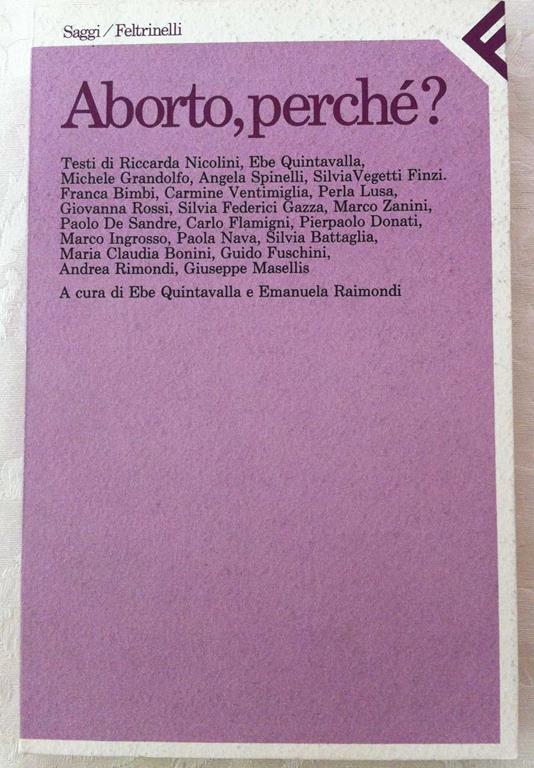 Saggi/Feltrinelli
Aborto, perché?
Testi di Riccarda Nicolini, Ebe Quintavalla,
Michele Grandolfo, Angela Spinelli, SilviaVegetti Finzi.
Franca Bimbi, Carmine Ventimiglia, Perla Lusa,
Giovanna Rossi, Silvia Federici Gazza, Marco Zanini,
Paolo De Sandre, Carlo Flamigni, Pierpaolo Donati,
Marco Ingrosso, Paola Nava, Silvia Battaglia,
Maria Claudia Bonini, Guido Fuschini,
Andrea Rimondi, Giuseppe Masellis
A cura di Ebe Quintavalla e Emanuela Raimondi